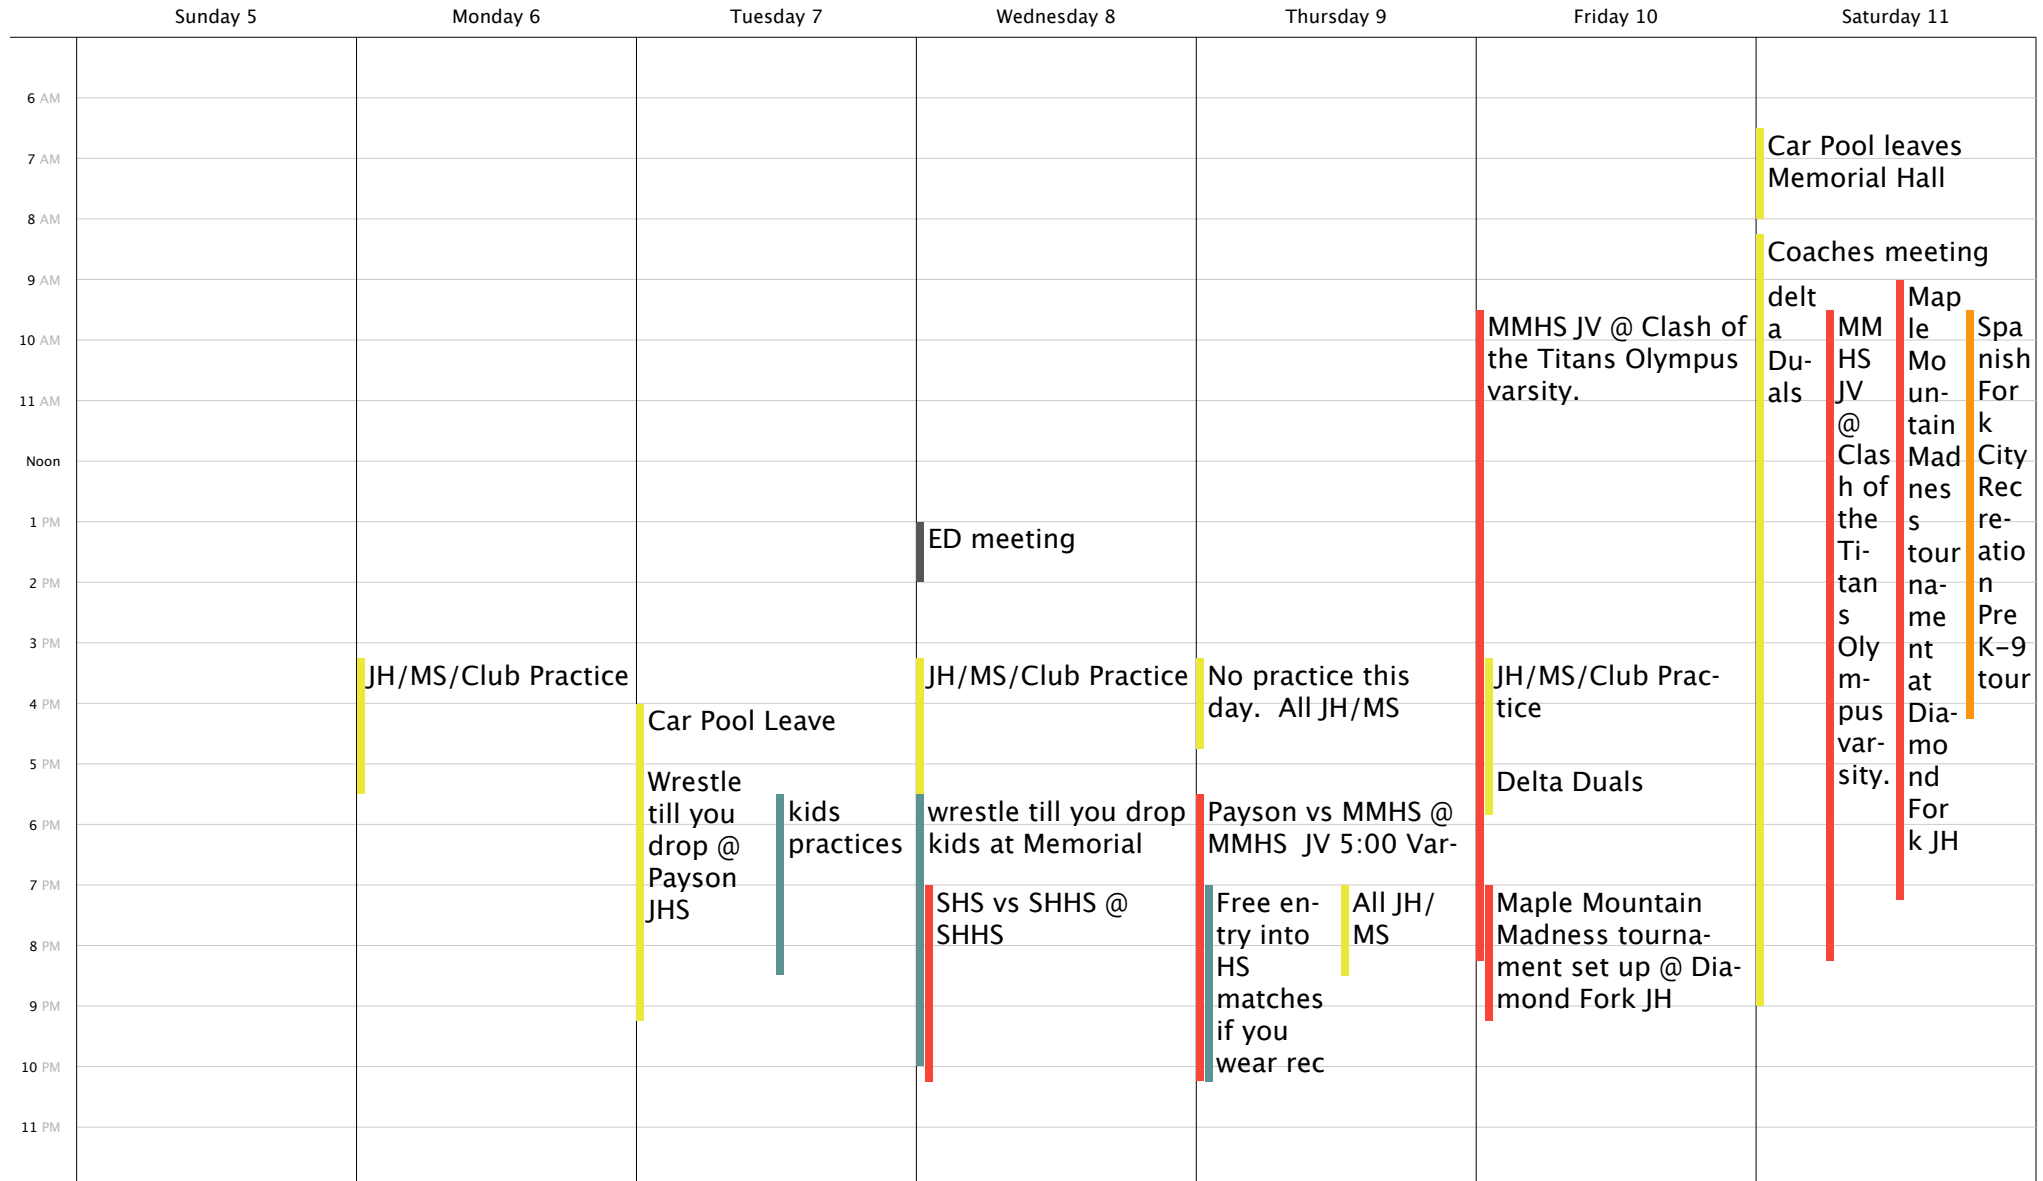 Sunday 5
Monday 6
Tuesday 7
Wednesday 8
Thursday 9
Friday 10
Saturday 11
6 AM
7 AM
8 AM
9 AM
10 AM
11 AM
Noon
1 PM
2 PM
3 PM
4 PM
5 PM
6 PM
7 PM
8 PM
9 PM
10 PM
11 PM
JH/MS/Club Practice
Car Pool Leave
Wrestle
till you
drop @
Payson
JHS
kids
practices
ED meeting
JH/MS/Club Practice
wrestle till you drop
kids at Memorial
SHS vs SHHS @
SHHS
No practice this
day.  All JH/MS
Payson vs MMHS @
MMHS  JV 5:00 Var-
Free en-
try into
HS
matches
if you
wear rec
All JH/
MS
MMHS JV @ Clash of
the Titans Olympus
varsity.
JH/MS/Club Prac-
tice
Delta Duals
Maple Mountain
Madness tourna-
ment set up @ Dia-
mond Fork JH
Car Pool leaves
Memorial Hall
Coaches meeting
delt
a
Du-
als
MM
HS
JV
@
Clas
h of
the
Ti-
tan
s
Oly
m-
pus
var-
sity.
Map
le
Mo
un-
tain
Mad
nes
s
tour
na-
me
nt
at
Dia-
mo
nd
For
k JH
Spa
nish
For
k
City
Rec
re-
atio
n
Pre
K–9
tour